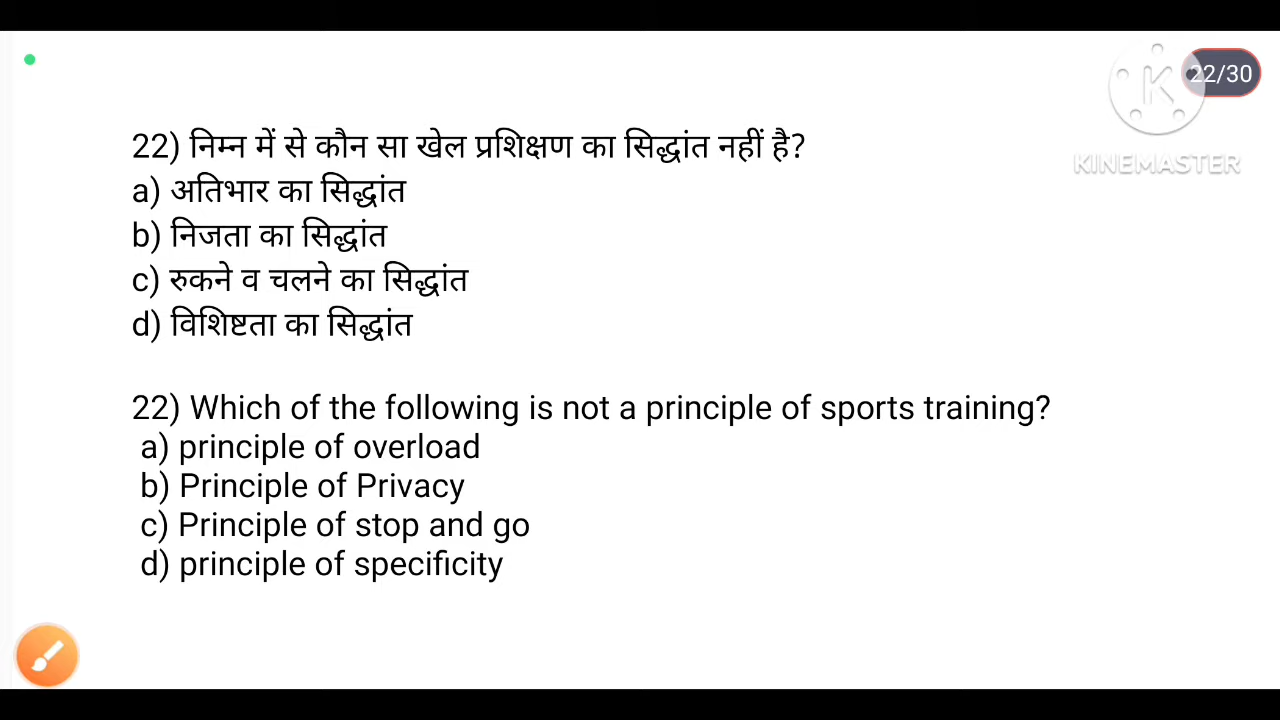 22/30
KINEMASTER
22) निम्न में से कौन सा खेल प्रशिक्षण का सिद्धांत नहीं है?
a) अतिभार का सिद्धांत
b) निजता का सिद्धांत
c) रुकने व चलने का सिद्धांत
d) विशिष्टता का सिद्धांत
22) Which of the following is not a principle of sports training?
a) principle of overload
b) Principle of Privacy
c) Principle of stop and go
d) principle of specificity